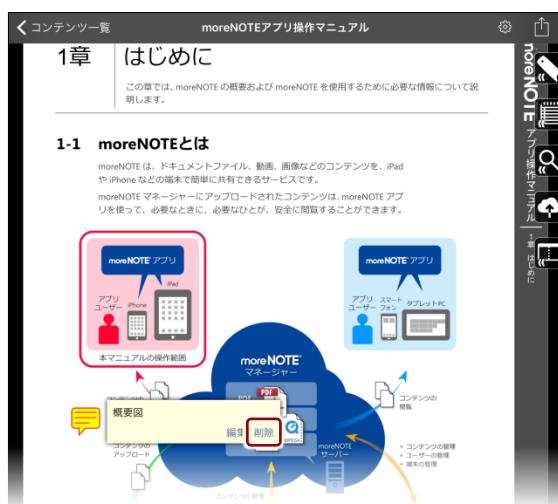 コンテンツ一覧
moreNOTEアプリ操作マニュアル
1章 はじめに
この章では、moreNOTE の概要および moreNOTE を使用するために必要な情報について説
明します。
1-1 moreNOTEとは
moreNOTE は、ドキュメントファイル、動画、画像などのコンテンツを、iPad
や iPhone などの端末で簡単に共有できるサービスです。
moreNOTE マネージャーにアップロードされたコンテンツは、moreNOTE アプ
リを使って、必要なときに、必要なひとが、安全に閲覧することができます。
moreNOTE アプリ
アプリ
ユーザー
iPhone
iPad
本マニュアルの操作範囲
moreNOTE アプリ
アプリ
ユーザー
スマート
フォン
タブレットPC
moreNOTE
マネージャー
PDF
PDF
コンテンツの
閲覧
概要図
編集
削除
コンテンツの
アップロード
moreNOTE
サーバー
• コンテンツの管理
• ユーザーの管理
• 端末の管理
コンテンツの管理
moreNOTE アプリ操作マニュアル
1章 はじめに